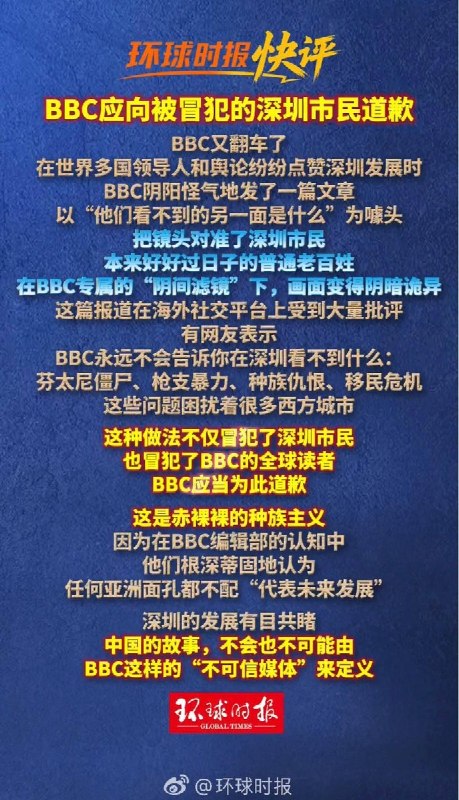 环球时报快评
BBC应向被冒犯的深圳市民道歉
BBC又翻车了
在世界多国领导人和舆论纷纷点赞深圳发展时
BBC阴阳怪气地发了一篇文章
以“他们看不到的另一面是什么”为噱头
把镜头对准了深圳市民
本来好好过日子的普通老百姓
在BBC专属的“阴间滤镜”下，画面变得阴暗诡异
这篇报道在海外社交平台上受到大量批评
有网友表示
BBC永远不会告诉你在深圳看不到什么：
芬太尼僵尸、枪支暴力、种族仇恨、移民危机
这些问题困扰着很多西方城市
这种做法不仅冒犯了深圳市民
也冒犯了BBC的全球读者
BBC应当为此道歉
这是赤裸裸的种族主义
因为在BBC编辑部的认知中
他们根深蒂固地认为
任何亚洲面孔都不配“代表未来发展”
深圳的发展有目共睹
中国的故事，不会也不可能由
BBC这样的“不可信媒体”来定义
环球时报
GLOBAL TIMES
@环球时报